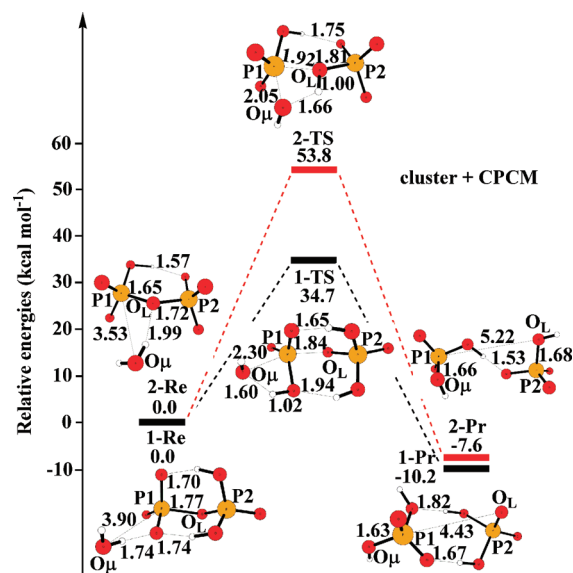 1.75
1.92 1.81
P1 P2
O_L 1.00
2.05
Oμ 1.66
2-TS
53.8
cluster + CPCM
Relative energies (kcal mol⁻¹)
60
50
40
30
20
10
0
-10
1.57
P1 1.65 P2
O_L 1.72
3.53 1.99
Oμ
2-Re
0.0
1-Re
0.0
1-TS
34.7
1.65
P1 P2
1.84
2.30
Oμ O_L
1.60 1.94
1.02
5.22 O_L
P1
1.66 1.53 1.68
Oμ P2
2-Pr
-7.6
1-Pr
-10.2
1.70
P1 P2
1.77
3.90 O_L
Oμ 1.74 1.74
1.82 O_L
1.63 4.43
P1 P2
Oμ 1.67